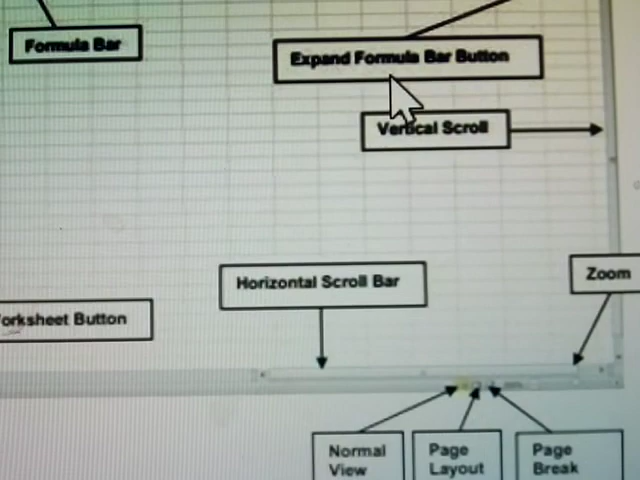 Formula Bar
Expand Formula Bar Button
Vertical Scroll
Horizontal Scroll Bar
Zoom
Button
Normal
View
Page
Layout
Page
Break